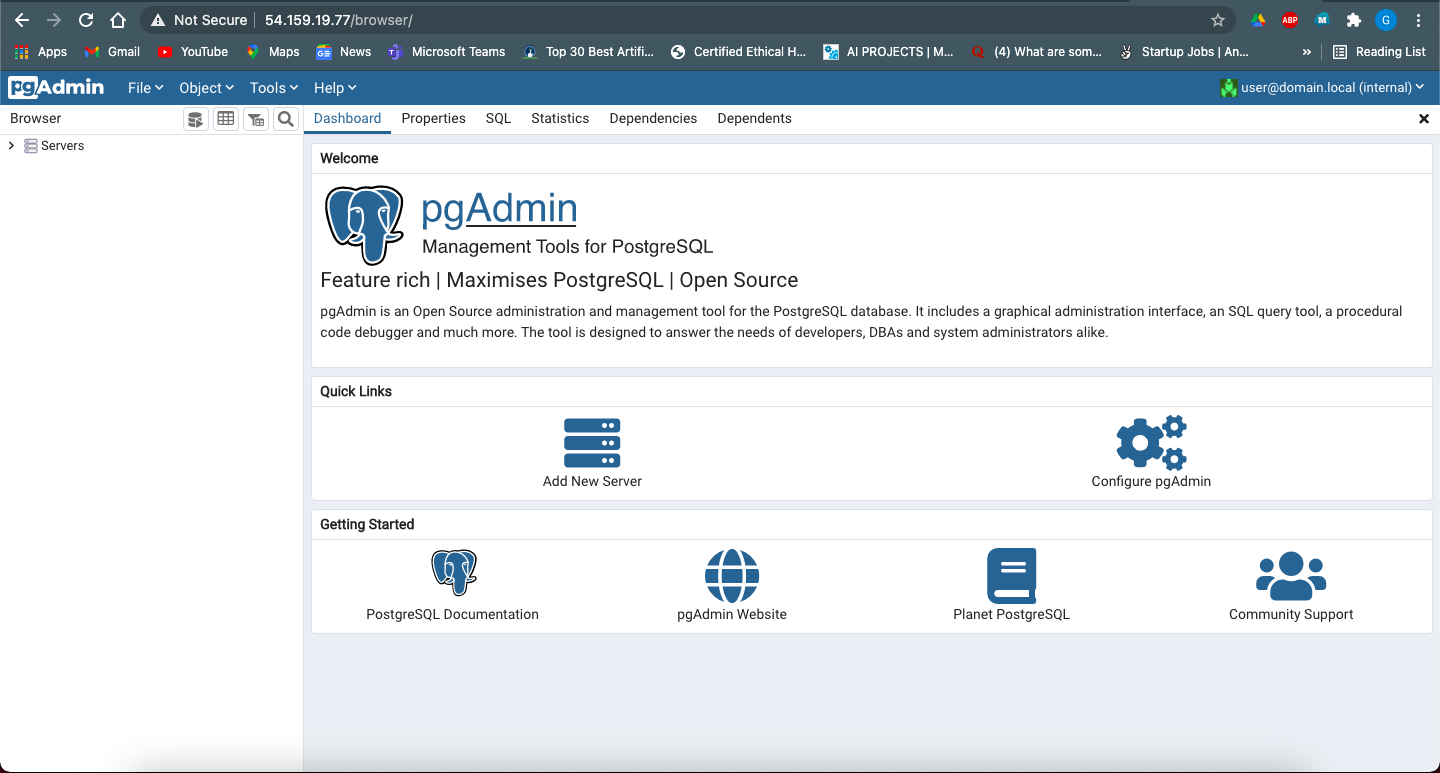 Not Secure 54.159.19.77/browser/ ABP M G
Apps Gmail YouTube Maps News Microsoft Teams Top 30 Best Artifi... Certified Ethical H... AI PROJECTS | M... (4) What are som... Startup Jobs | An... » Reading List
pgAdmin File Object Tools Help user@domain.local (internal)
Browser Dashboard Properties SQL Statistics Dependencies Dependents
Servers
Welcome
pgAdmin
Management Tools for PostgreSQL
Feature rich | Maximises PostgreSQL | Open Source
pgAdmin is an Open Source administration and management tool for the PostgreSQL database. It includes a graphical administration interface, an SQL query tool, a procedural
code debugger and much more. The tool is designed to answer the needs of developers, DBAs and system administrators alike.
Quick Links
Add New Server Configure pgAdmin
Getting Started
PostgreSQL Documentation pgAdmin Website Planet PostgreSQL Community Support